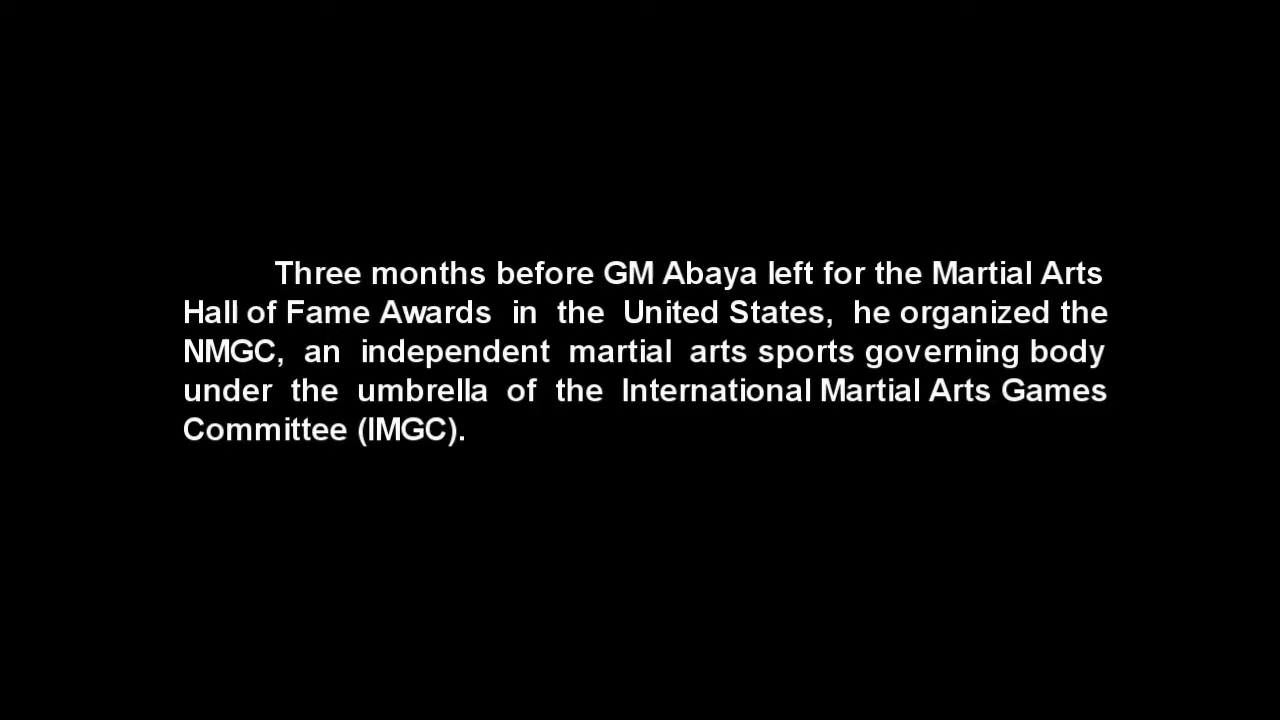 Three months before GM Abaya left for the Martial Arts
Hall of Fame Awards in the United States, he organized the
NMGC, an independent martial arts sports governing body
under the umbrella of the International Martial Arts Games
Committee (IMGC).